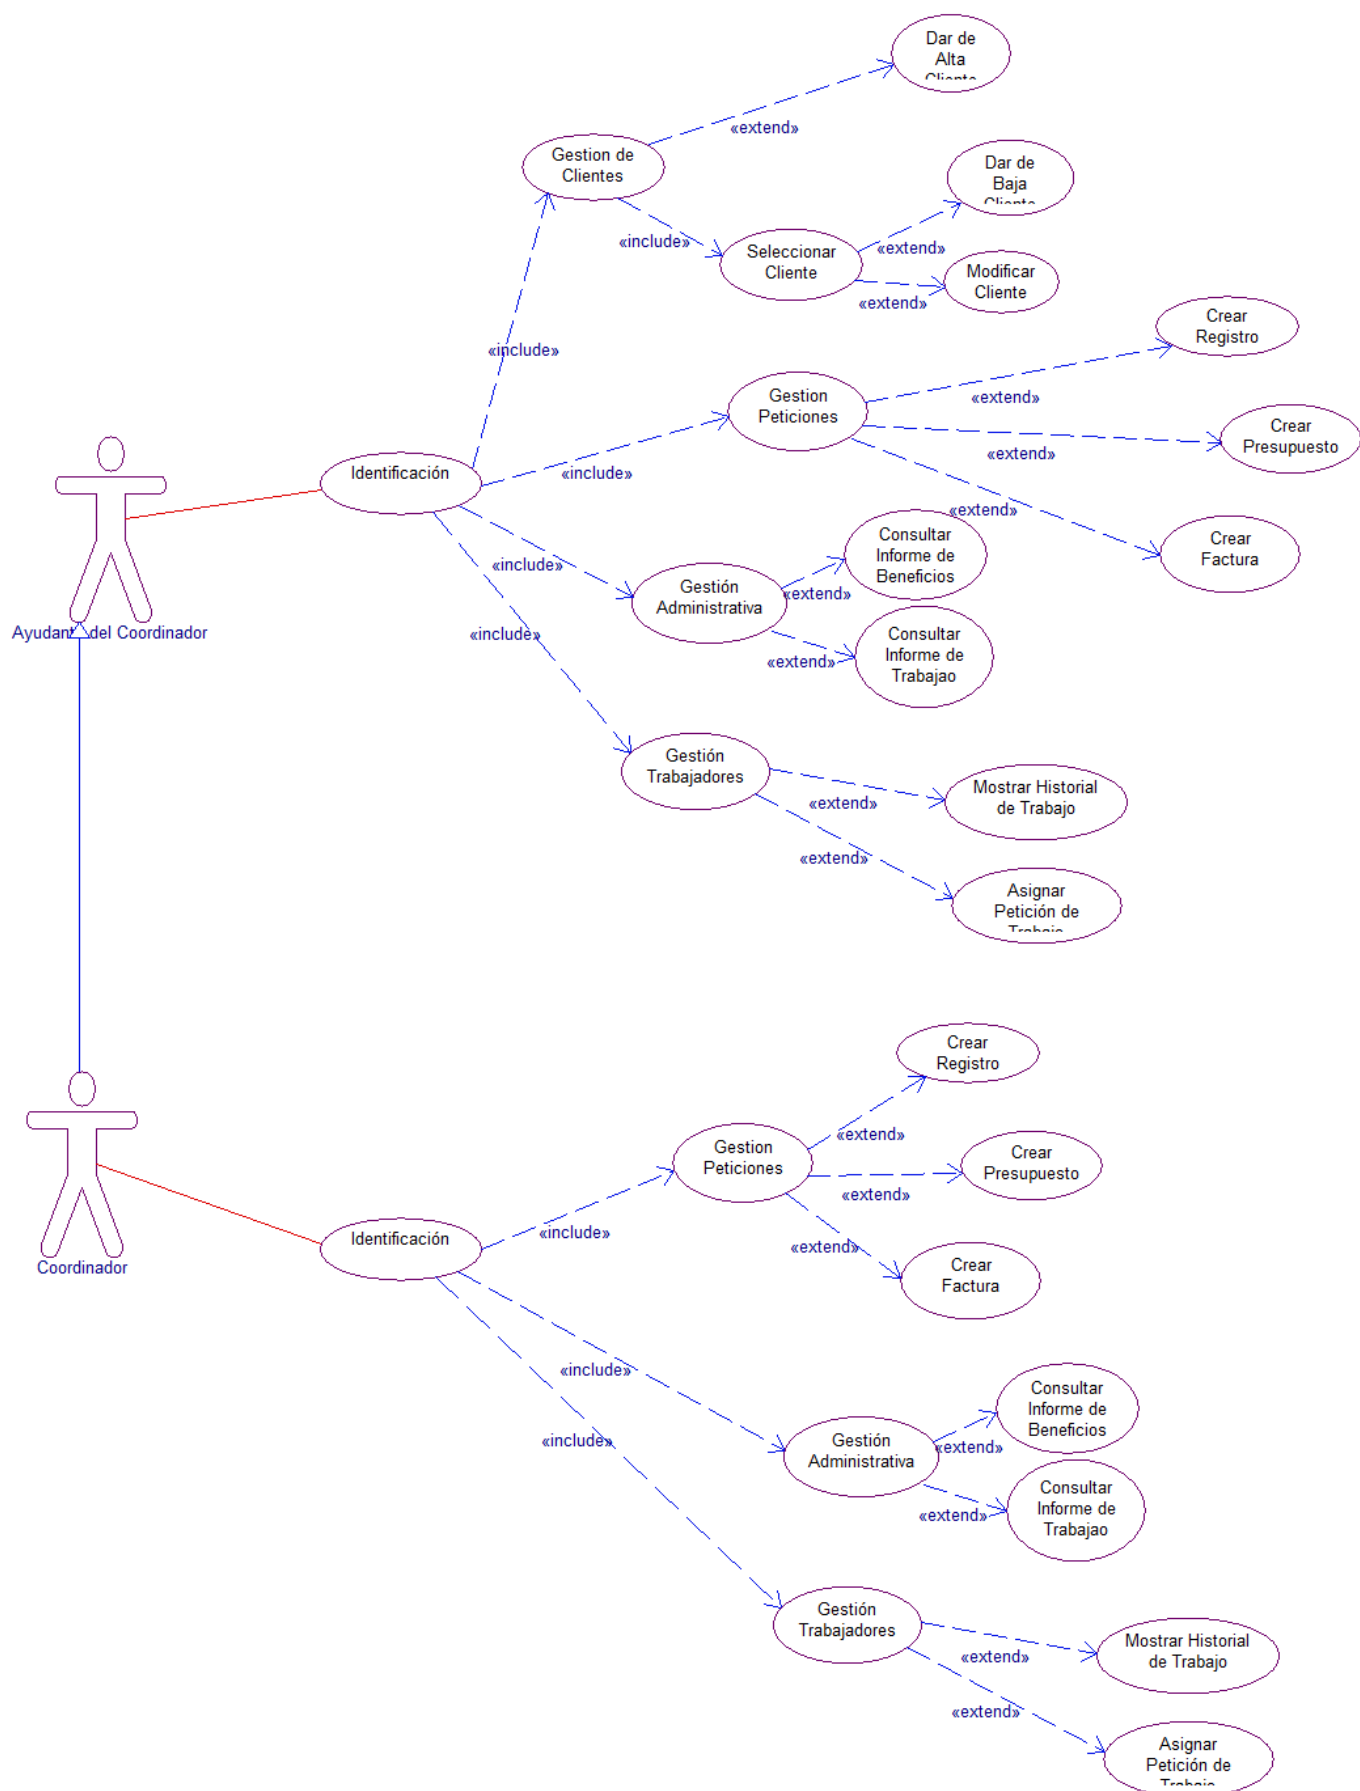 Dar de
Alta
Cliente
«extend»
Gestion de
Clientes
Dar de
Baja
Cliente
«include»
Seleccionar
Cliente
«extend»
Modificar
Cliente
«extend»
Crear
Registro
«include»
Gestion
Peticiones
«extend»
Crear
Presupuesto
«extend»
Identificación
«include»
«extend»
Crear
Factura
Consultar
Informe de
Beneficios
«include»
Gestión
Administrativa
«extend»
Consultar
Informe de
Trabajao
«extend»
Ayudante del Coordinador
«include»
Gestión
Trabajadores
«extend»
Mostrar Historial
de Trabajo
«extend»
Asignar
Petición de
Trabajo
Crear
Registro
«extend»
Gestion
Peticiones
Crear
Presupuesto
«extend»
Identificación
«include»
«extend»
Crear
Factura
Coordinador
«include»
Consultar
Informe de
Beneficios
«include»
Gestión
Administrativa
«extend»
Consultar
Informe de
Trabajao
«extend»
Gestión
Trabajadores
«extend»
Mostrar Historial
de Trabajo
«extend»
Asignar
Petición de
Trabajo